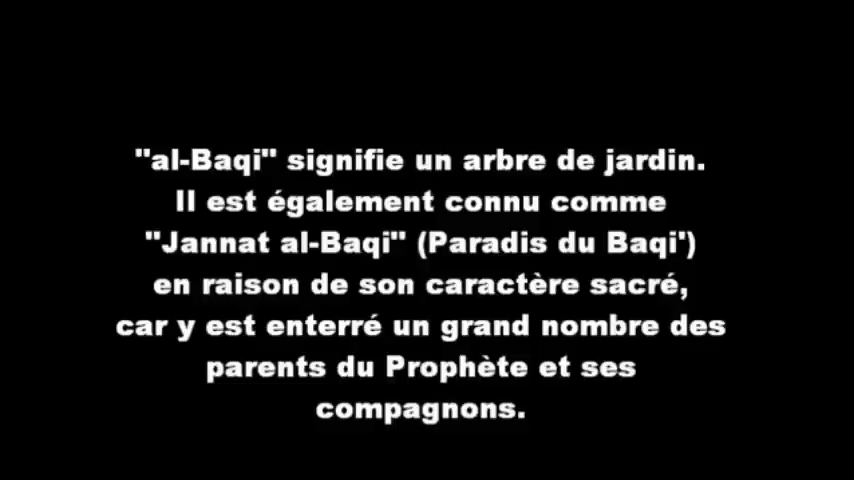 "al-Baqi" signifie un arbre de jardin.
Il est également connu comme
"Jannat al-Baqi" (Paradis du Baqi')
en raison de son caractère sacré,
car y est enterré un grand nombre des
parents du Prophète et ses
compagnons.